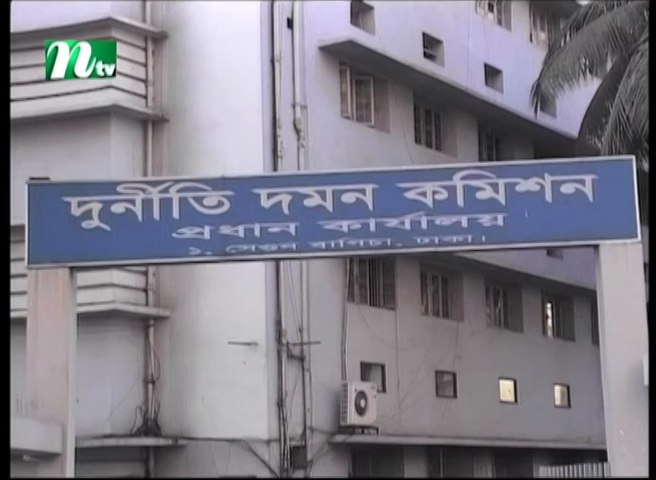 ntv
দুর্নীতি দমন কমিশন
প্রধান কার্যালয়
১, সেগুন বাগিচা, ঢাকা।